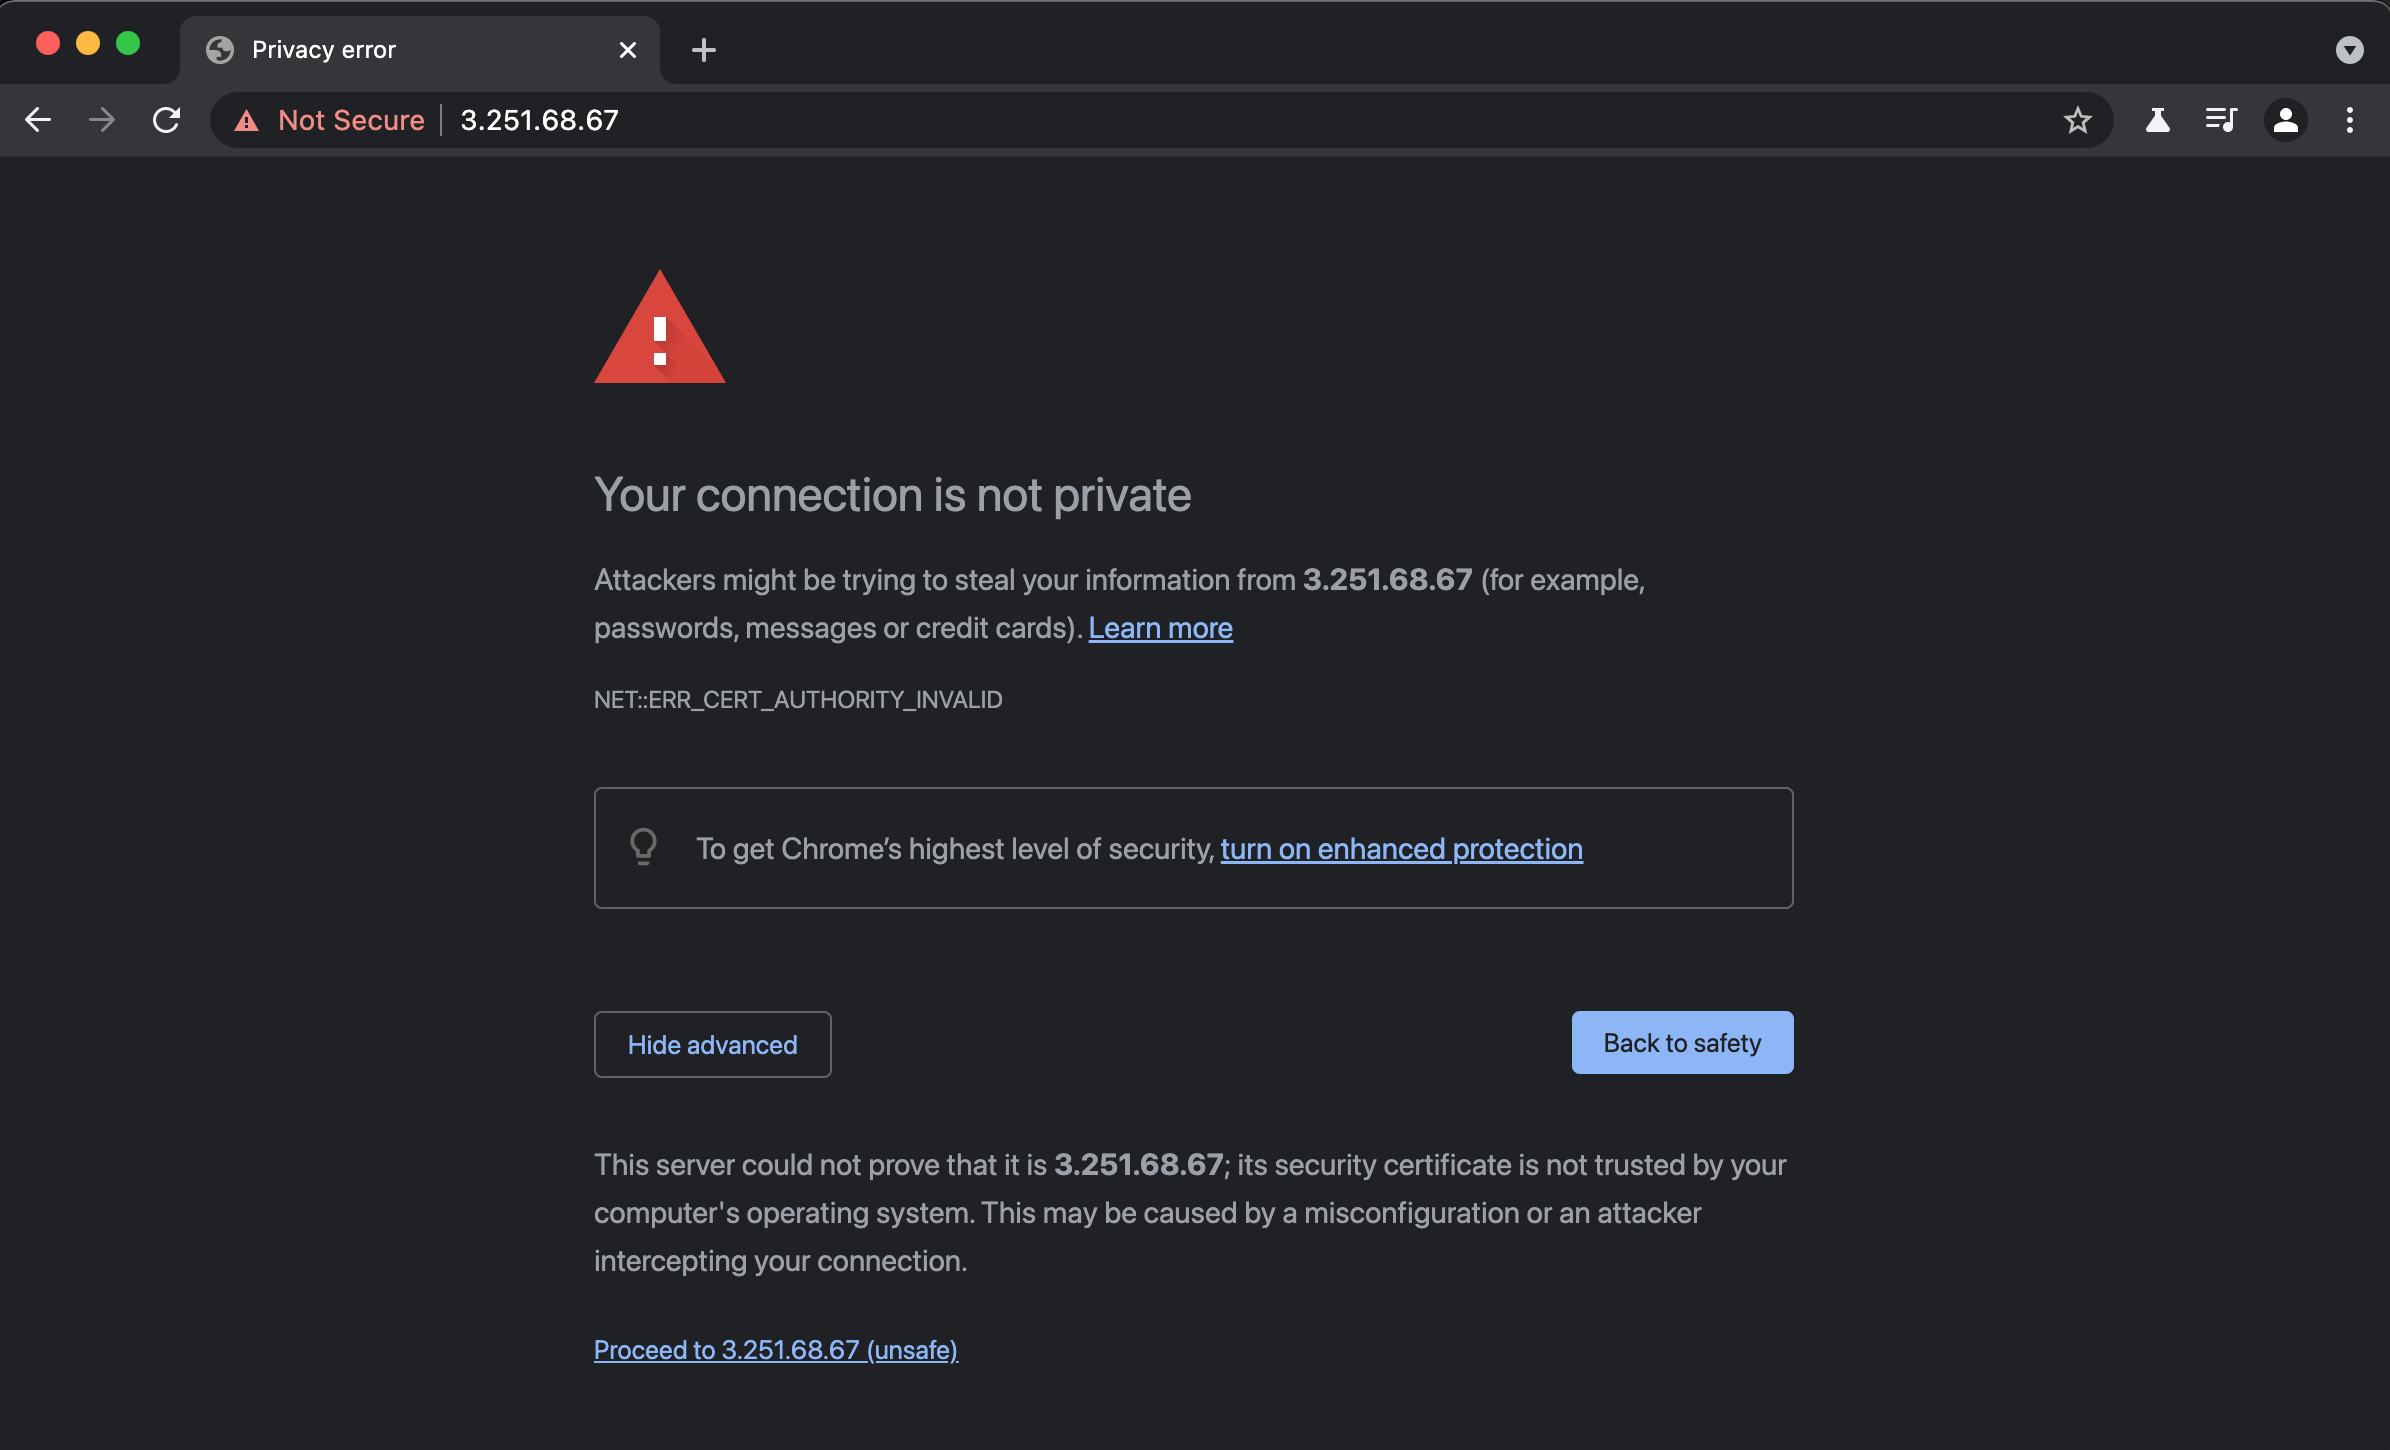 Privacy error
Not Secure
3.251.68.67
Your connection is not private
Attackers might be trying to steal your information from 3.251.68.67 (for example,
passwords, messages or credit cards). Learn more
NET::ERR_CERT_AUTHORITY_INVALID
To get Chrome’s highest level of security, turn on enhanced protection
Hide advanced
Back to safety
This server could not prove that it is 3.251.68.67; its security certificate is not trusted by your
computer's operating system. This may be caused by a misconfiguration or an attacker
intercepting your connection.
Proceed to 3.251.68.67 (unsafe)